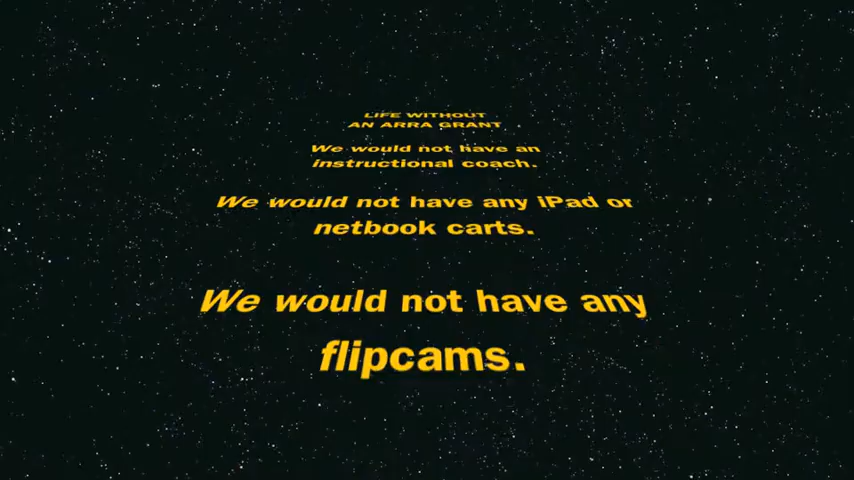 LIFE WITHOUT
AN ARRA GRANT
We would not have an
instructional coach.
We would not have any iPad or
netbook carts.
We would not have any
flipcams.